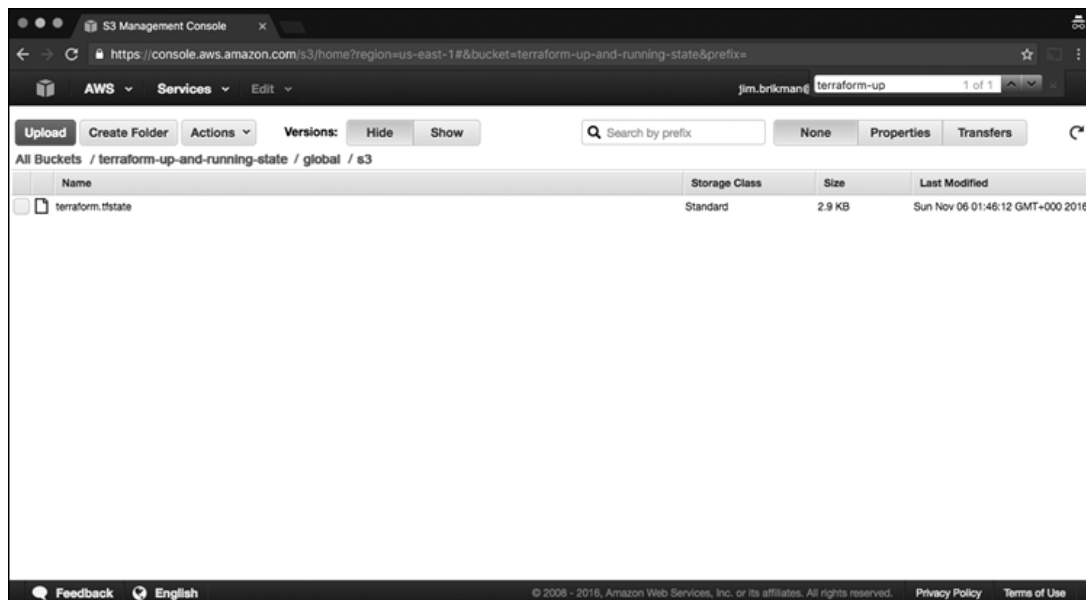 S3 Management Console ×
https://console.aws.amazon.com/s3/home?region=us-east-1#&bucket=terraform-up-and-running-state&prefix=
AWS Services Edit jim.brikman@ terraform-up 1 of 1
Upload Create Folder Actions Versions: Hide Show Search by prefix None Properties Transfers
All Buckets / terraform-up-and-running-state / global / s3
Name Storage Class Size Last Modified
terraform.tfstate Standard 2.9 KB Sun Nov 06 01:46:12 GMT+000 2016
Feedback English © 2008 - 2016, Amazon Web Services, Inc. or its affiliates. All rights reserved. Privacy Policy Terms of Use